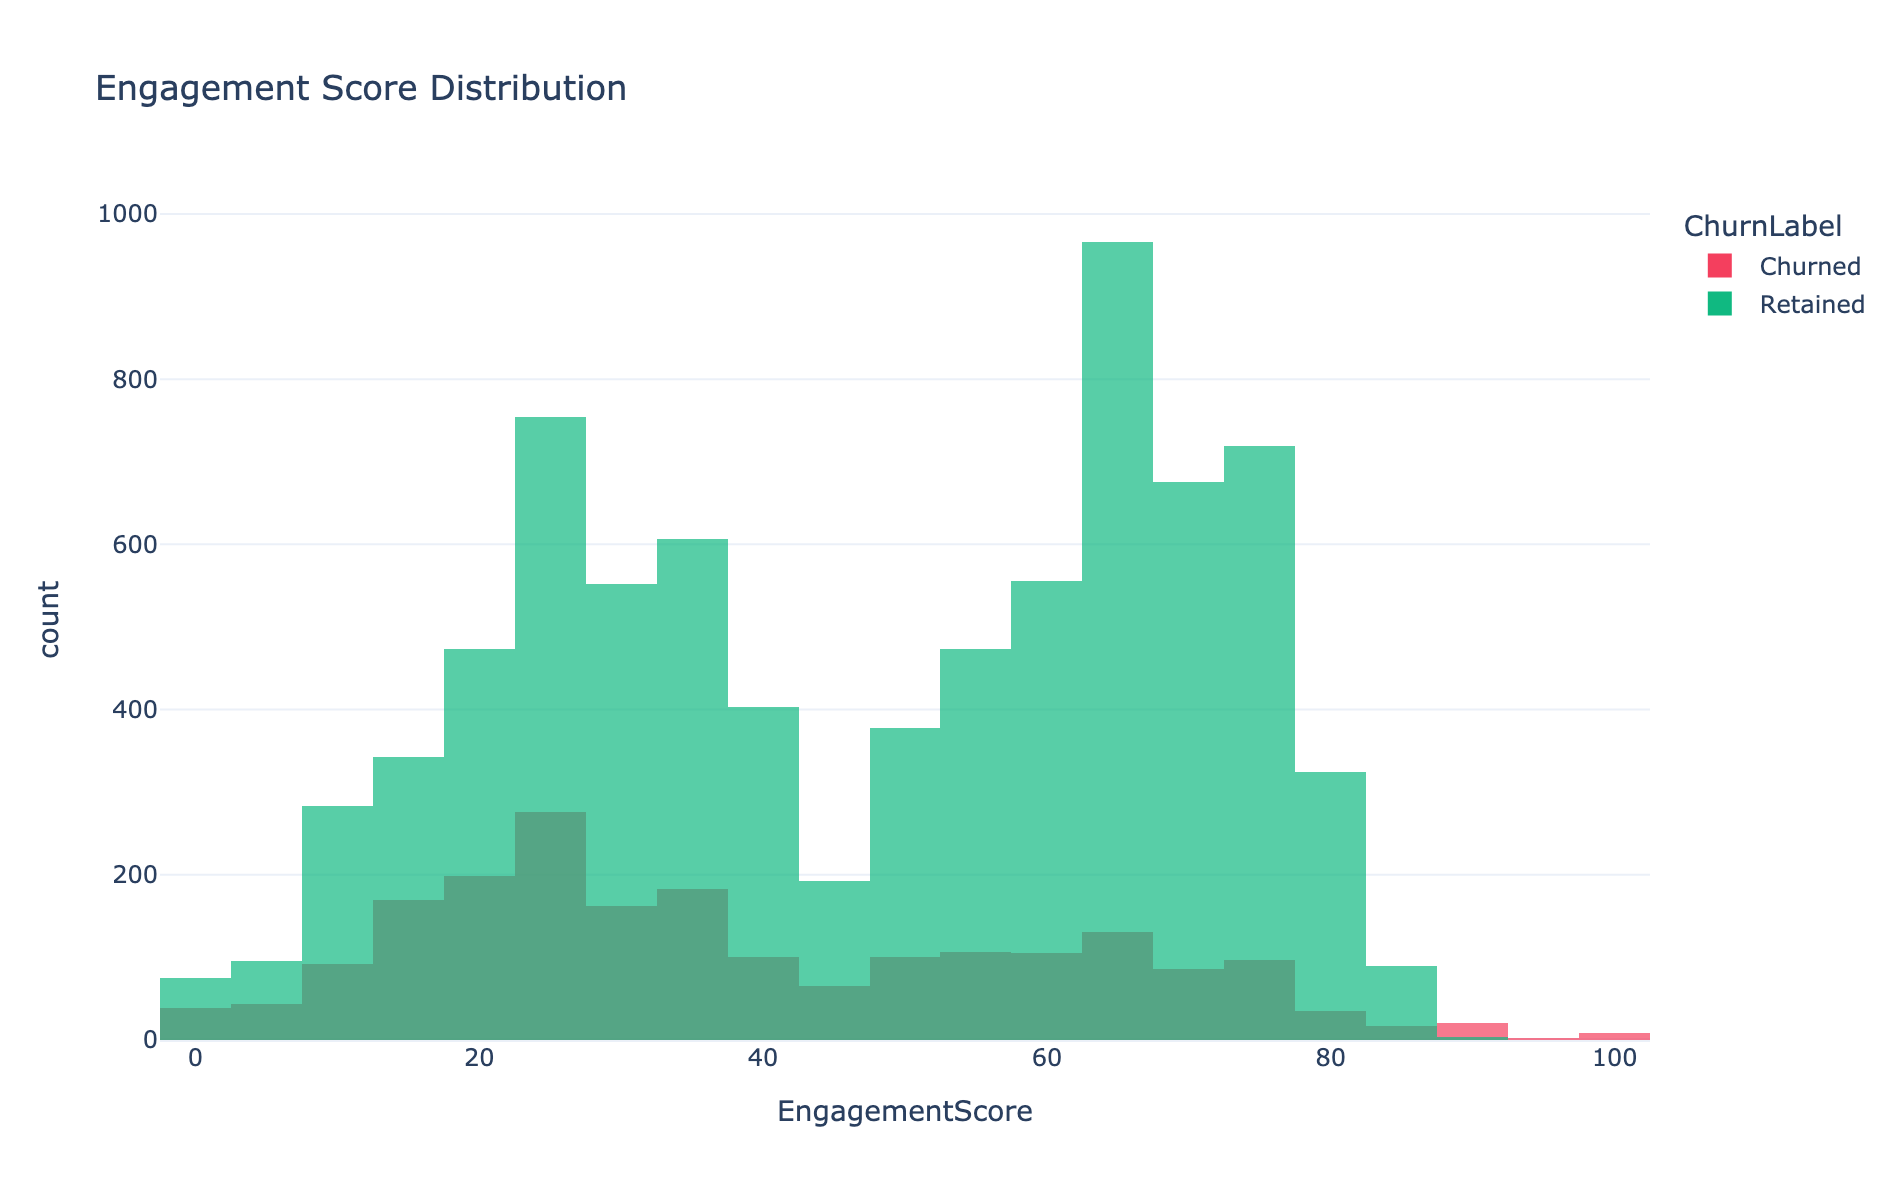 Engagement Score Distribution
1000
800
600
400
200
0
count
0 20 40 60 80 100
EngagementScore
ChurnLabel
Churned
Retained